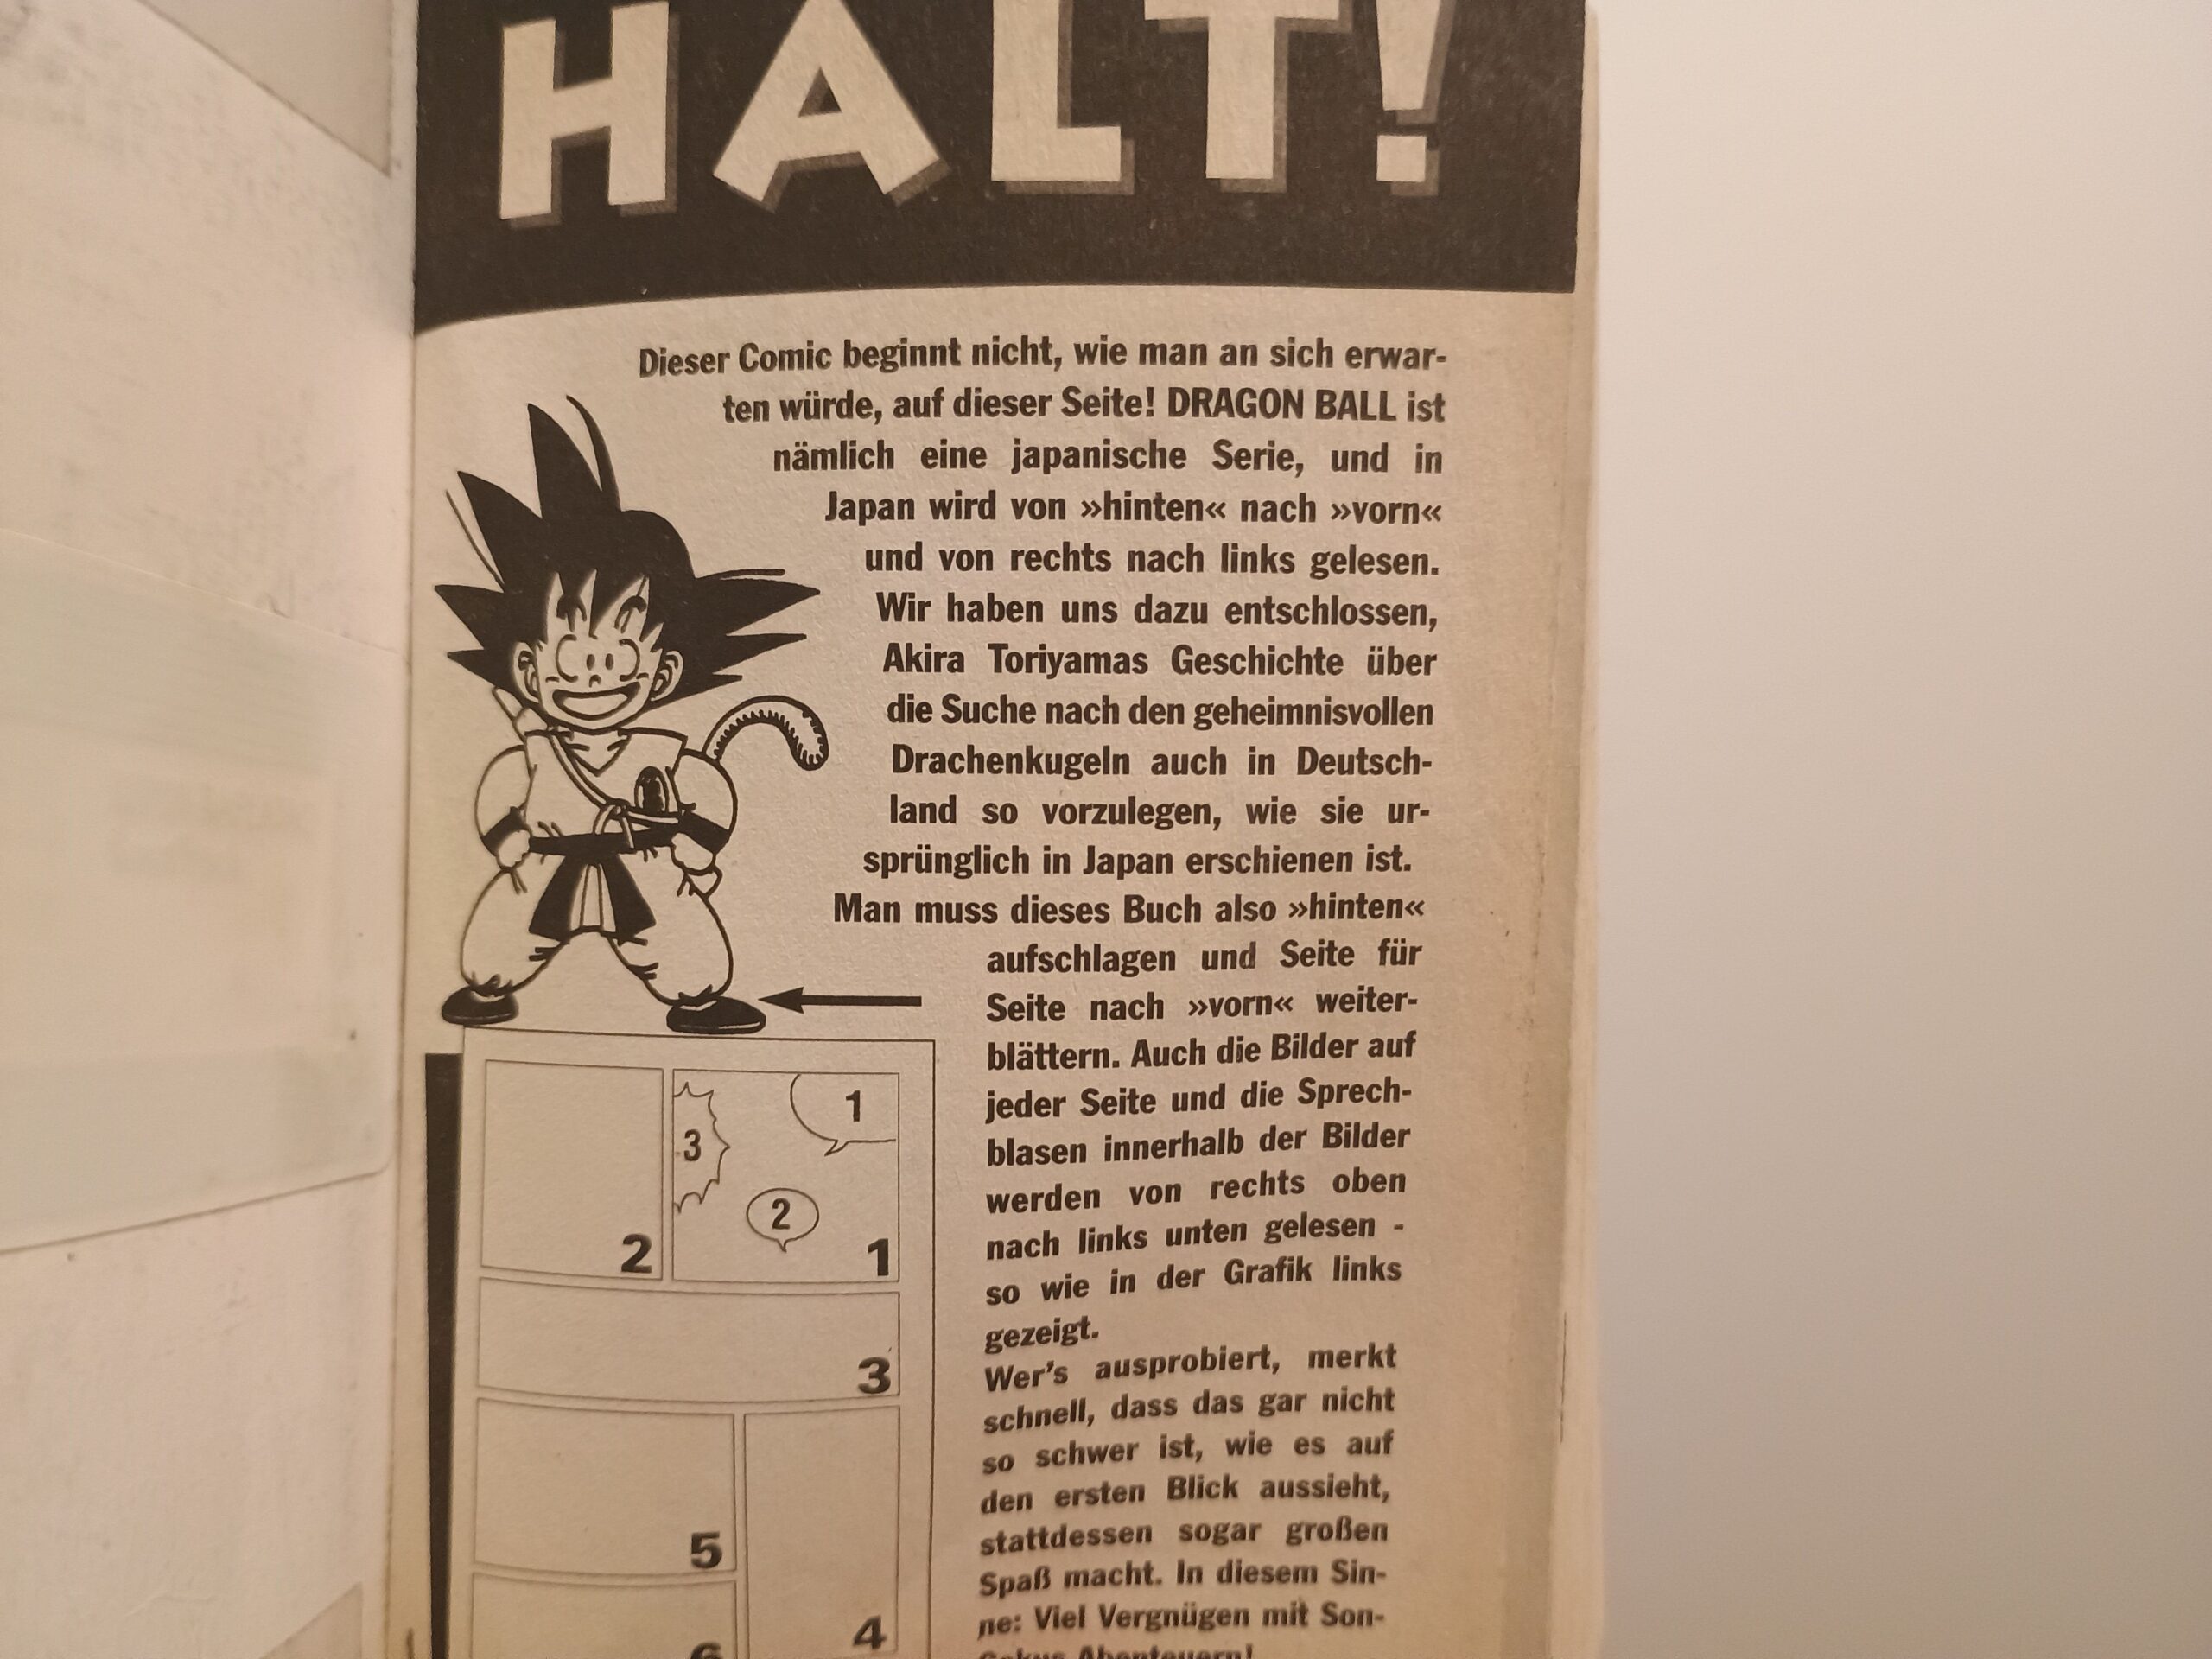 HALT!
Dieser Comic beginnt nicht, wie man an sich erwar-
ten würde, auf dieser Seite! DRAGON BALL ist
nämlich eine japanische Serie, und in
Japan wird von »hinten« nach »vorn«
und von rechts nach links gelesen.
Wir haben uns dazu entschlossen,
Akira Toriyamas Geschichte über
die Suche nach den geheimnisvollen
Drachenkugeln auch in Deutsch-
land so vorzulegen, wie sie ur-
sprünglich in Japan erschienen ist.
Man muss dieses Buch also »hinten«
aufschlagen und Seite für
Seite nach »vorn« weiter-
blättern. Auch die Bilder auf
jeder Seite und die Sprech-
blasen innerhalb der Bilder
werden von rechts oben
nach links unten gelesen -
so wie in der Grafik links
gezeigt.
Wer's ausprobiert, merkt
schnell, dass das gar nicht
so schwer ist, wie es auf
den ersten Blick aussieht,
stattdessen sogar großen
Spaß macht. In diesem Sin-
ne: Viel Vergnügen mit Son-
Gokus Abenteuern!
1
3
2
2
1
3
5
4
6